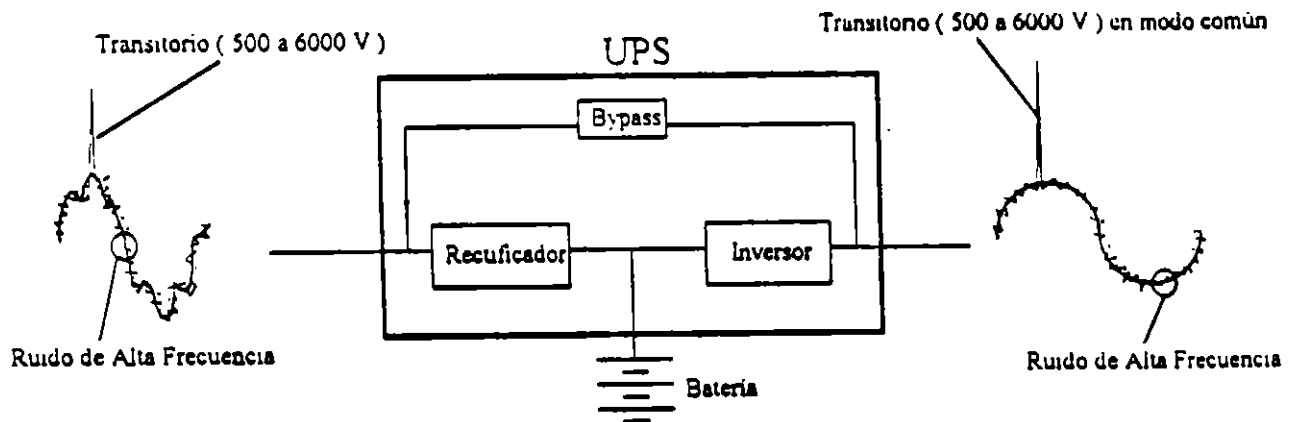 Transitorio ( 500 a 6000 V )
Transitorio ( 500 a 6000 V ) en modo común
UPS
Bypass
Rectificador
Inversor
Ruido de Alta Frecuencia
Ruido de Alta Frecuencia
Batería